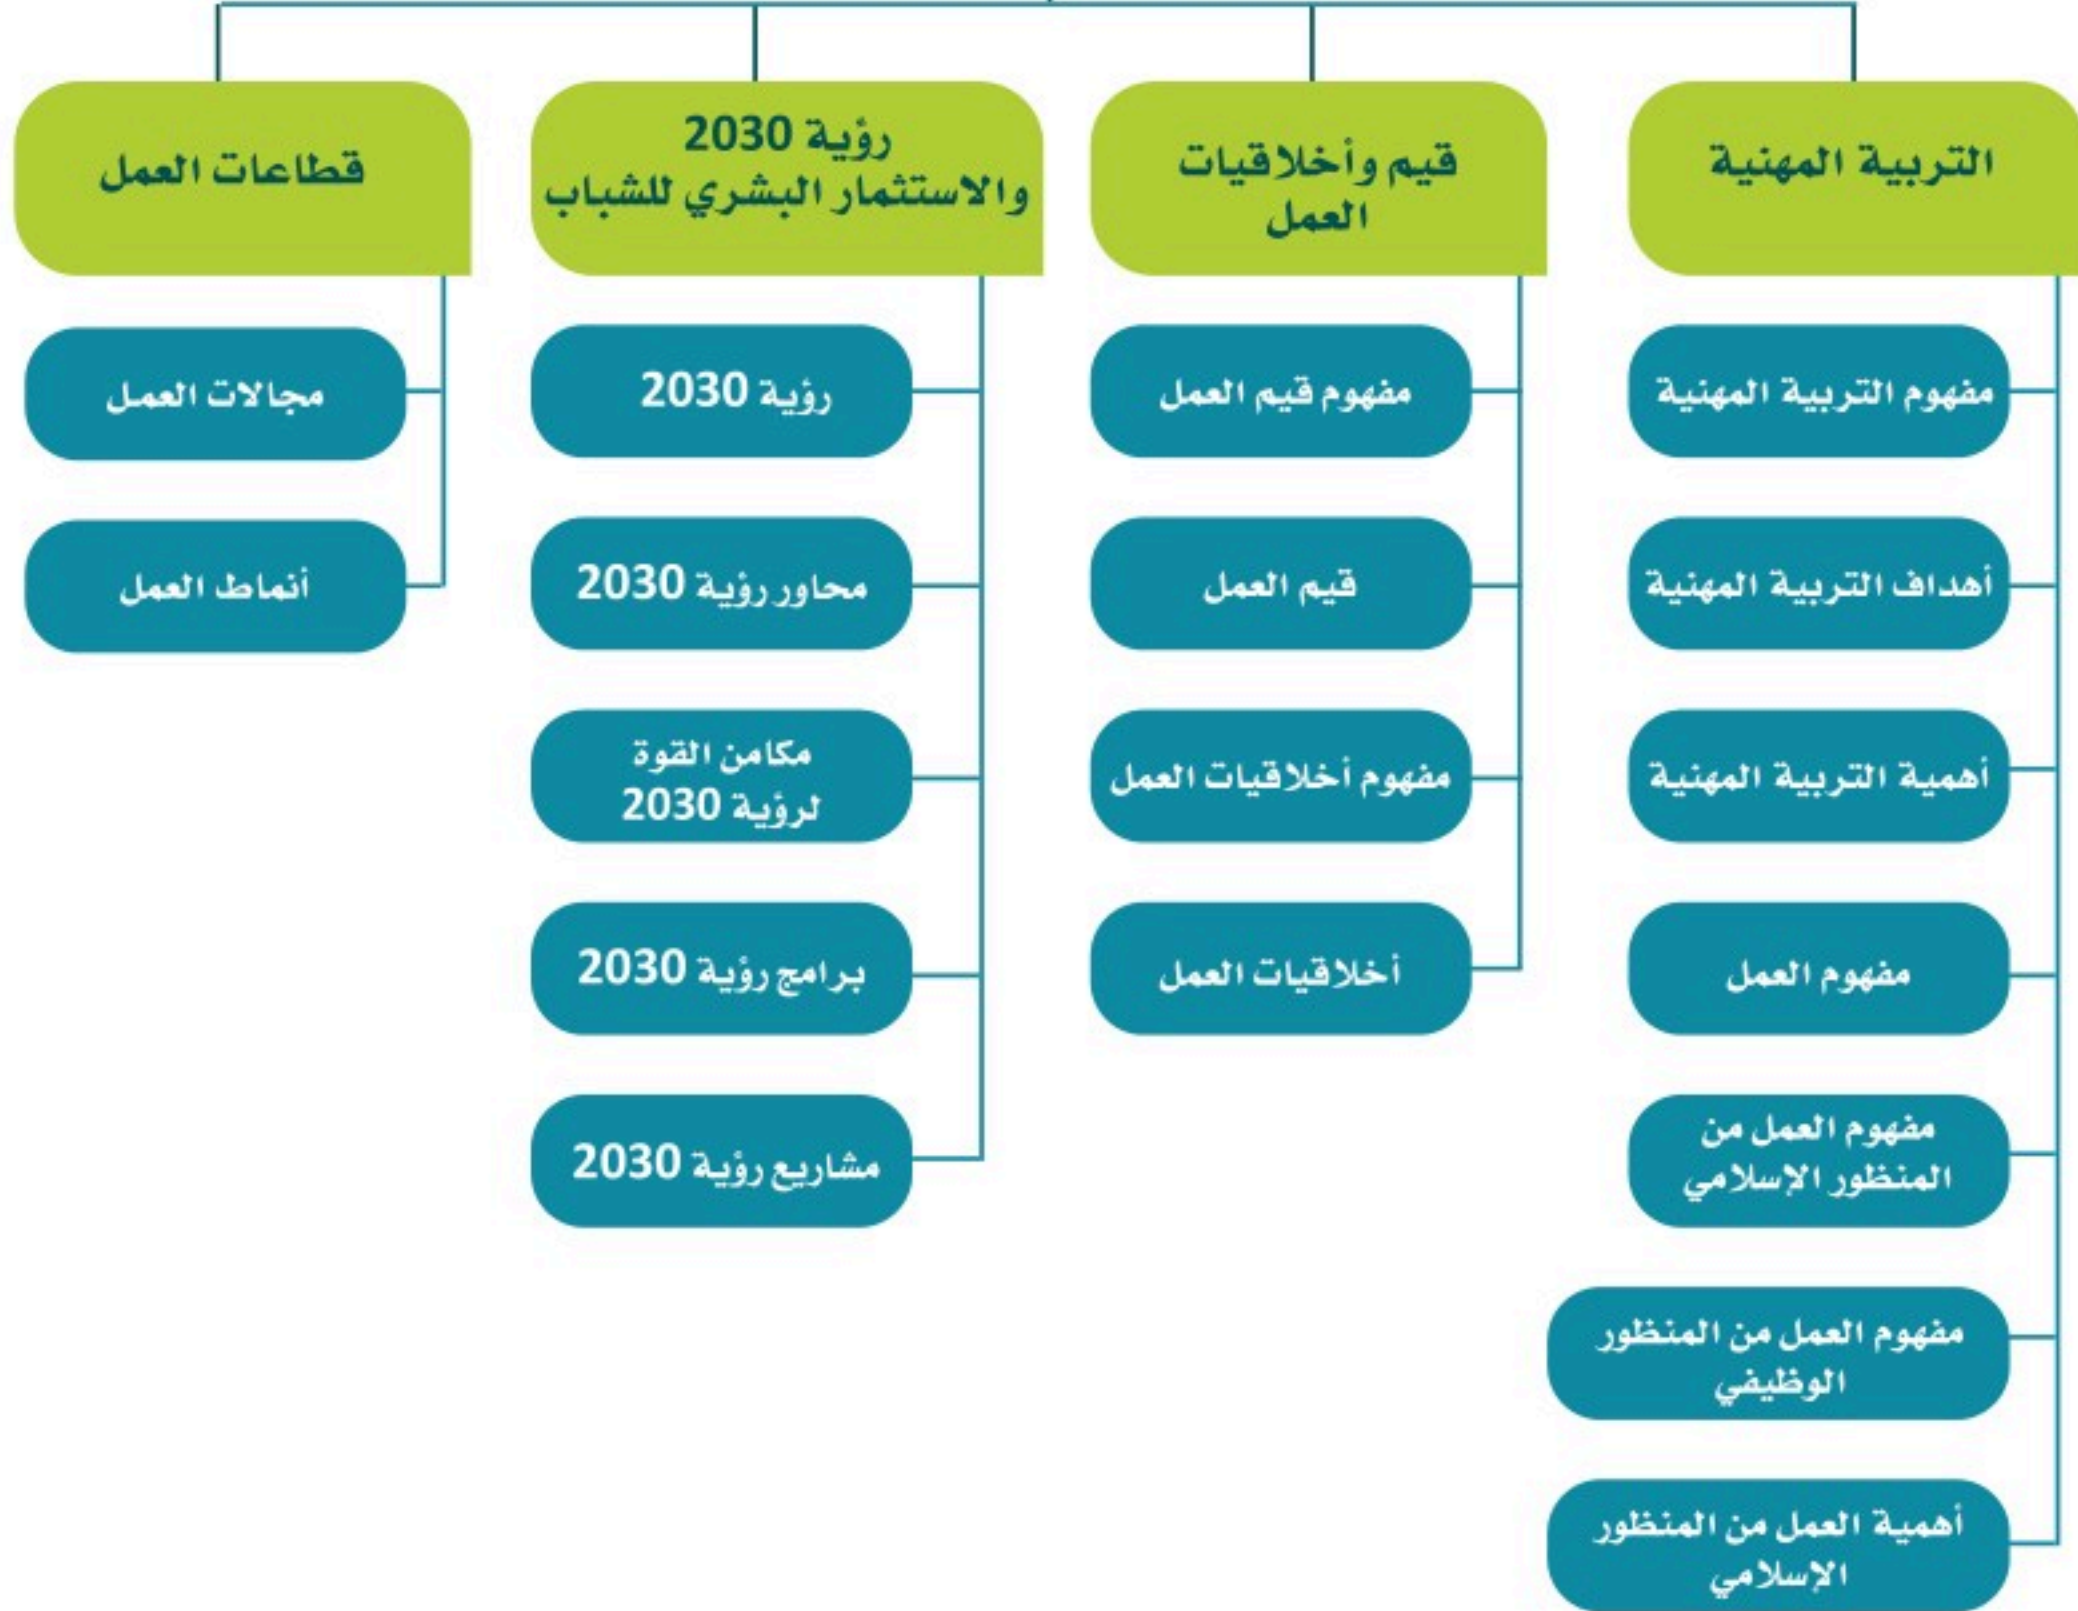 التربية المهنية
مفهوم التربية المهنية
أهداف التربية المهنية
أهمية التربية المهنية
مفهوم العمل
مفهوم العمل من
المنظور الإسلامي
مفهوم العمل من المنظور
الوظيفي
أهمية العمل من المنظور
الإسلامي
قيم وأخلاقيات
العمل
مفهوم قيم العمل
قيم العمل
مفهوم أخلاقيات العمل
أخلاقيات العمل
رؤية 2030
والاستثمار البشري للشباب
رؤية 2030
محاور رؤية 2030
مكامن القوة
لرؤية 2030
برامج رؤية 2030
مشاريع رؤية 2030
قطاعات العمل
مجالات العمل
أنماط العمل